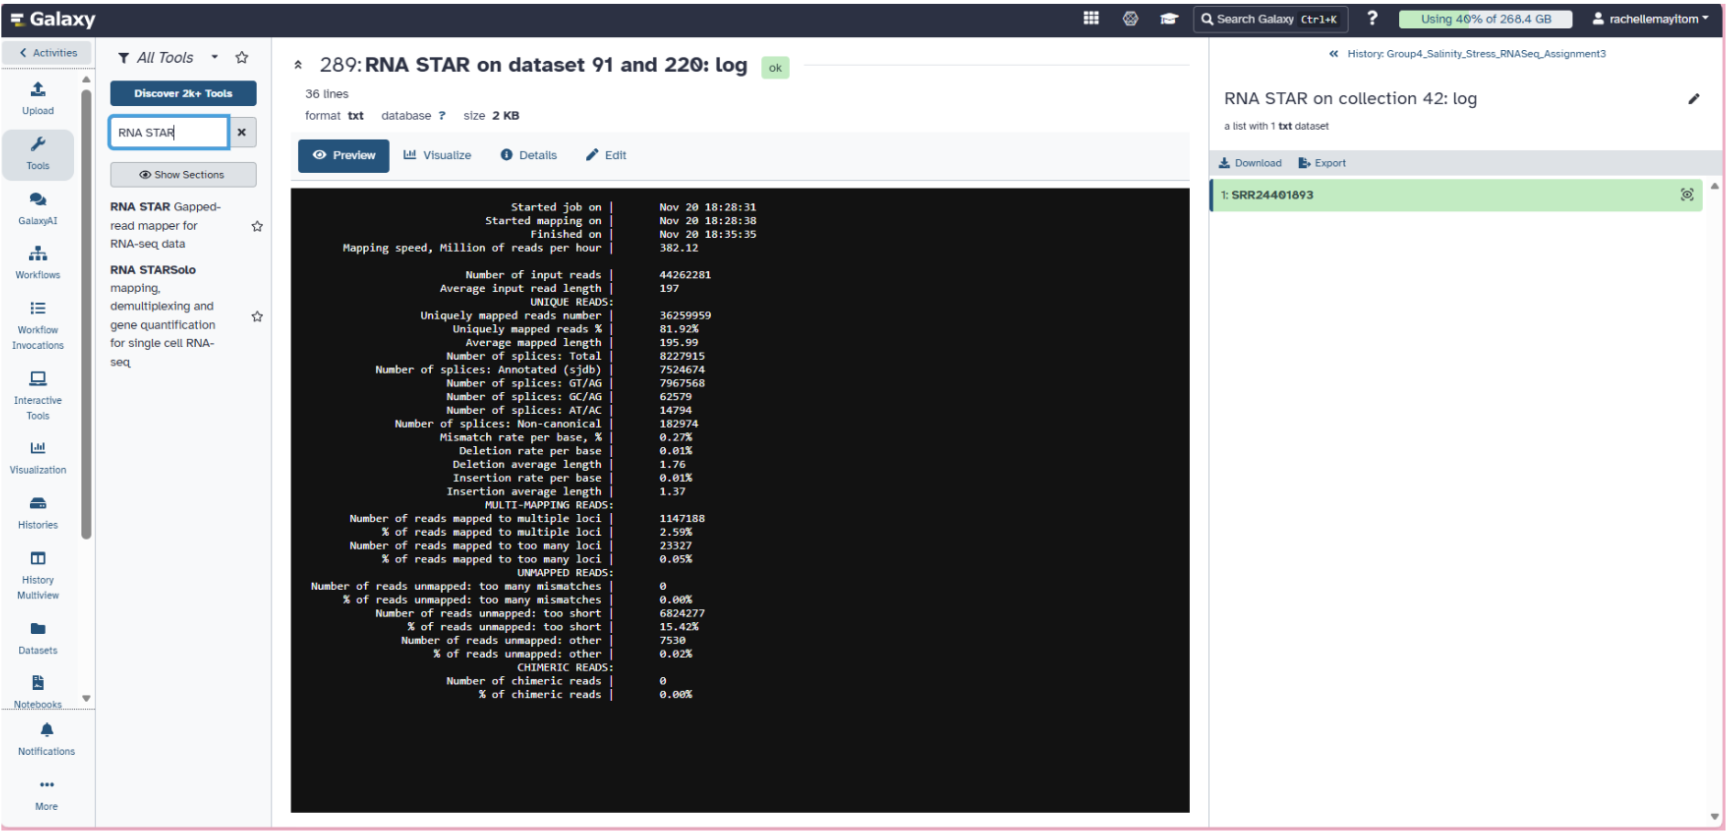 Galaxy
Search Galaxy Ctrl+K
?
Using 40% of 268.4 GB
rachellemayitom
Activities
Upload
Tools
GalaxyAI
Workflows
Workflow
Invocations
Interactive
Tools
Visualization
Histories
History
Multiview
Datasets
Notebooks
Notifications
More
All Tools
Discover 2k+ Tools
RNA STAR
Show Sections
RNA STAR Gapped-
read mapper for
RNA-seq data
RNA STARSolo
mapping,
demultiplexing and
gene quantification
for single cell RNA-
seq
289: RNA STAR on dataset 91 and 220: log ok
36 lines
format txt database ? size 2 KB
Preview Visualize Details Edit
Started job on | Nov 20 18:28:31
Started mapping on | Nov 20 18:28:38
Finished on | Nov 20 18:35:35
Mapping speed, Million of reads per hour | 382.12
Number of input reads | 44262281
Average input read length | 197
UNIQUE READS:
Uniquely mapped reads number | 36259959
Uniquely mapped reads % | 81.92%
Average mapped length | 195.99
Number of splices: Total | 8227915
Number of splices: Annotated (sjdb) | 7524674
Number of splices: GT/AG | 7967568
Number of splices: GC/AG | 62579
Number of splices: AT/AC | 14794
Number of splices: Non-canonical | 182974
Mismatch rate per base, % | 0.27%
Deletion rate per base | 0.01%
Deletion average length | 1.76
Insertion rate per base | 0.01%
Insertion average length | 1.37
MULTI-MAPPING READS:
Number of reads mapped to multiple loci | 1147188
% of reads mapped to multiple loci | 2.59%
Number of reads mapped to too many loci | 23327
% of reads mapped to too many loci | 0.05%
UNMAPPED READS:
Number of reads unmapped: too many mismatches | 0
% of reads unmapped: too many mismatches | 0.00%
Number of reads unmapped: too short | 6824277
% of reads unmapped: too short | 15.42%
Number of reads unmapped: other | 7530
% of reads unmapped: other | 0.02%
CHIMERIC READS:
Number of chimeric reads | 0
% of chimeric reads | 0.00%
« History: Group4_Salinity_Stress_RNASeq_Assignment3
RNA STAR on collection 42: log
a list with 1 txt dataset
Download Export
1: SRR24401893